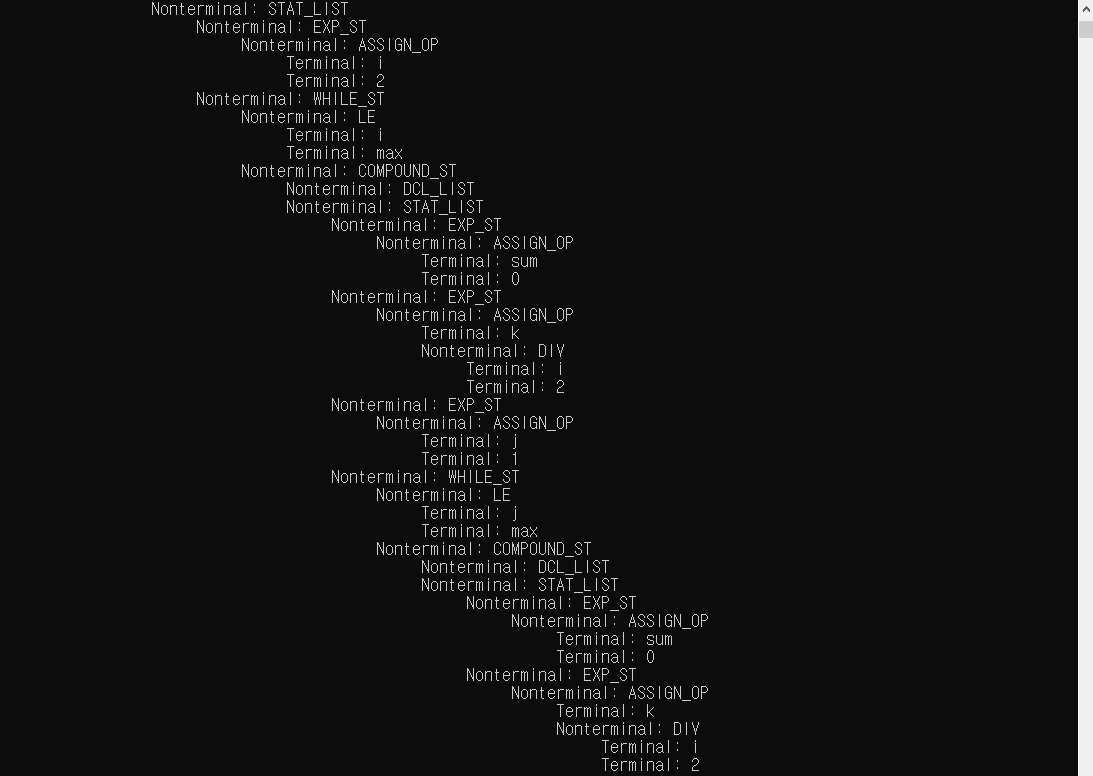 Nonterminal: STAT_LIST
Nonterminal: EXP_ST
Nonterminal: ASSIGN_OP
Terminal: i
Terminal: 2
Nonterminal: WHILE_ST
Nonterminal: LE
Terminal: i
Terminal: max
Nonterminal: COMPOUND_ST
Nonterminal: DCL_LIST
Nonterminal: STAT_LIST
Nonterminal: EXP_ST
Nonterminal: ASSIGN_OP
Terminal: sum
Terminal: 0
Nonterminal: EXP_ST
Nonterminal: ASSIGN_OP
Terminal: k
Nonterminal: DIV
Terminal: i
Terminal: 2
Nonterminal: EXP_ST
Nonterminal: ASSIGN_OP
Terminal: j
Terminal: 1
Nonterminal: WHILE_ST
Nonterminal: LE
Terminal: j
Terminal: max
Nonterminal: COMPOUND_ST
Nonterminal: DCL_LIST
Nonterminal: STAT_LIST
Nonterminal: EXP_ST
Nonterminal: ASSIGN_OP
Terminal: sum
Terminal: 0
Nonterminal: EXP_ST
Nonterminal: ASSIGN_OP
Terminal: k
Nonterminal: DIV
Terminal: i
Terminal: 2